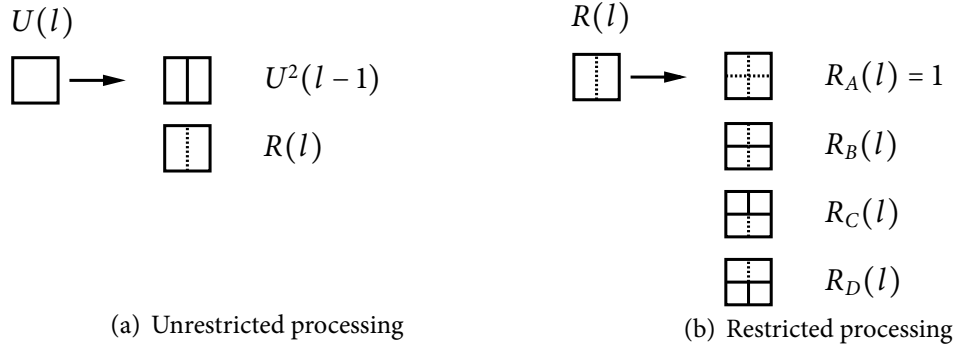 U(l)
U²(l − 1)
R(l)
(a) Unrestricted processing
R(l)
R_A(l) = 1
R_B(l)
R_C(l)
R_D(l)
(b) Restricted processing